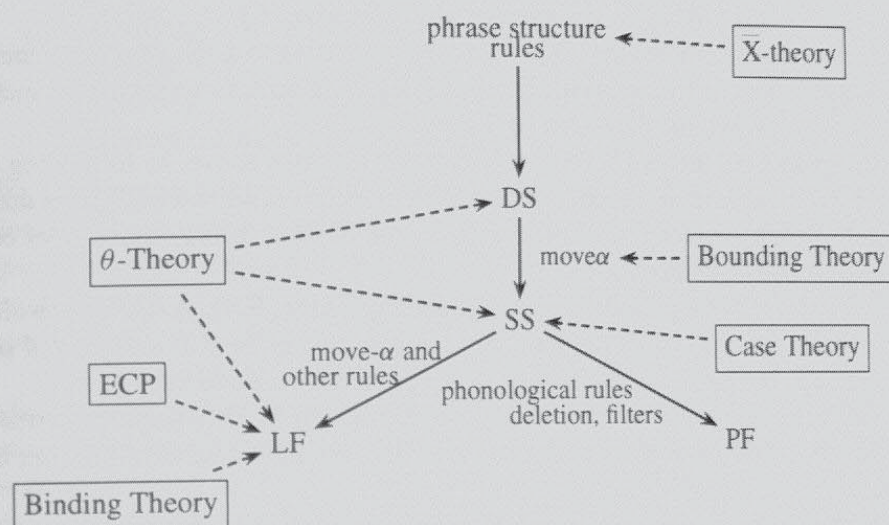 phrase structure
rules
X̅-theory
DS
θ-Theory
moveα
Bounding Theory
SS
Case Theory
move-α and
other rules
ECP
phonological rules
deletion, filters
LF
PF
Binding Theory